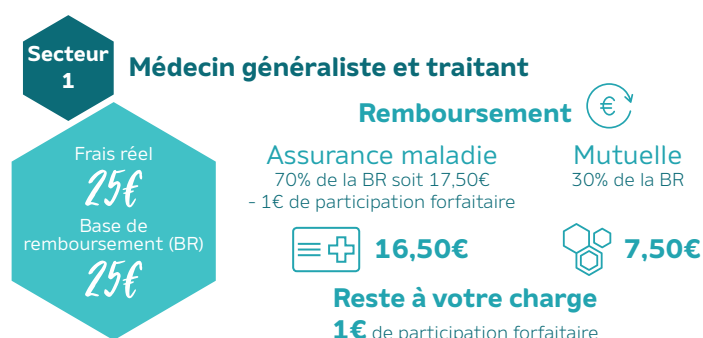 Secteur
1
Médecin généraliste et traitant
Frais réel
25€
Base de
remboursement (BR)
25€
Remboursement €
Assurance maladie
70% de la BR soit 17,50€
- 1€ de participation forfaitaire
16,50€
Mutuelle
30% de la BR
7,50€
Reste à votre charge
1€ de participation forfaitaire